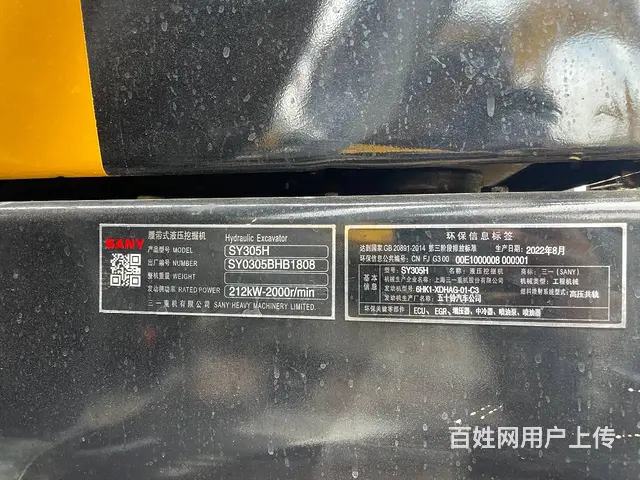 SANY
履带式液压挖掘机 Hydraulic Excavator
产品型号 MODEL SY305H
出厂编号 NUMBER SY0305BHB1808
整机重量 WEIGHT
发动机功率 RATED POWER 212kW-2000r/min
三一重机有限公司 SANY HEAVY MACHINERY LIMITED.
环保信息标签
达到国家 GB 20891-2014 第三阶段排放标准 生产日期: 2022年8月
环保信息公开编号: CN FJ G3 00 00E1000008 000001
基本信息
型号: SY305H 名称: 液压挖掘机 商标: 三一 (SANY)
机械生产企业名称: 上海三一重机股份有限公司 机械类型: 工程机械
发动机型号: 6HK1-XDHAG-01-C3 燃料喷射系统型式: 高压共轨
发动机生产厂名称: 五十铃汽车公司
环保关键零部件 ECU、EGR、增压器、中冷器、喷油泵、喷油器
百姓网用户上传